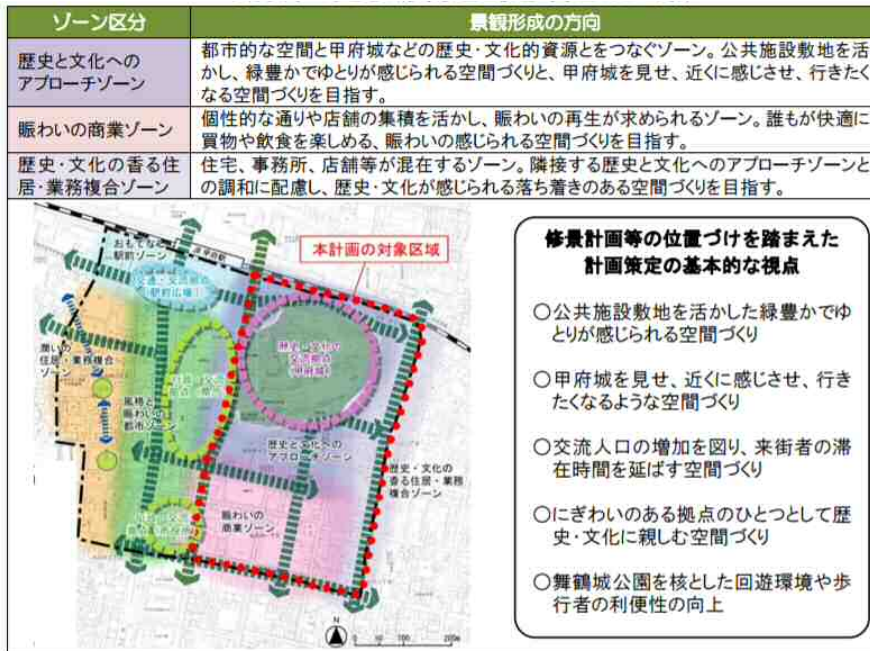 ゾーン区分
景観形成の方向
歴史と文化への
アプローチゾーン
都市的な空間と甲府城などの歴史・文化的資源とをつなぐゾーン。公共施設敷地を活
かし、緑豊かでゆとりが感じられる空間づくりと、甲府城を見せ、近くに感じさせ、行きたく
なる空間づくりを目指す。
賑わいの商業ゾーン
個性的な通りや店舗の集積を活かし、賑わいの再生が求められるゾーン。誰もが快適に
買物や飲食を楽しめる、賑わいの感じられる空間づくりを目指す。
歴史・文化の香る住
居・業務複合ゾーン
住宅、事務所、店舗等が混在するゾーン。隣接する歴史と文化へのアプローチゾーンと
の調和に配慮し、歴史・文化が感じられる落ち着きのある空間づくりを目指す。
本計画の対象区域
おもてなし
駅前ゾーン
交通・交流拠点
(駅前広場)
歴史・文化の
交流拠点
(甲府城)
潤いの
住居・業務複合
ゾーン
風格と
賑わいの
都市ゾーン
歴史と文化への
アプローチゾーン
歴史・文化の
香る住居・業務
複合ゾーン
賑わいの
商業ゾーン
N
0
50
100
200m
修景計画等の位置づけを踏まえた
計画策定の基本的な視点
○公共施設敷地を活かした緑豊かでゆ
とりが感じられる空間づくり
○甲府城を見せ、近くに感じさせ、行き
たくなるような空間づくり
○交流人口の増加を図り、来街者の滞
在時間を延ばす空間づくり
○にぎわいのある拠点のひとつとして歴
史・文化に親しむ空間づくり
○舞鶴城公園を核とした回遊環境や歩
行者の利便性の向上